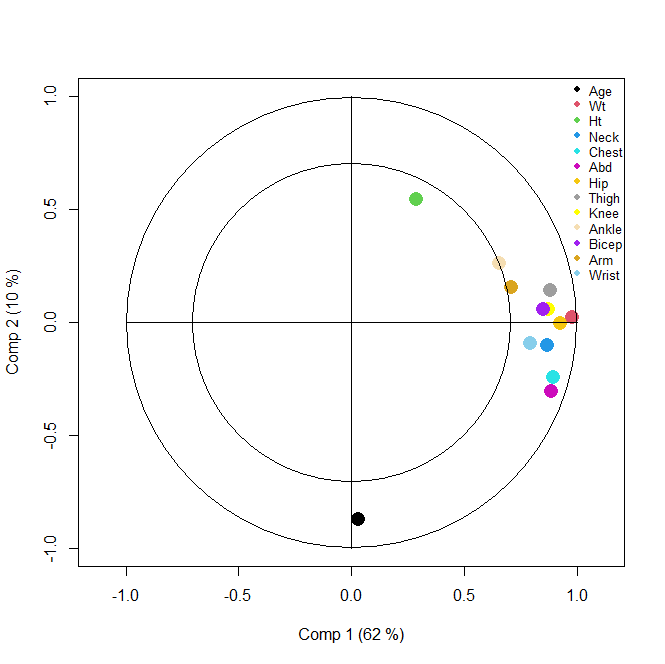 Age
Wt
Ht
Neck
Chest
Abd
Hip
Thigh
Knee
Ankle
Bicep
Arm
Wrist
1.0
0.5
0.0
-0.5
-1.0
Comp 2 (10 %)
-1.0
-0.5
0.0
0.5
1.0
Comp 1 (62 %)